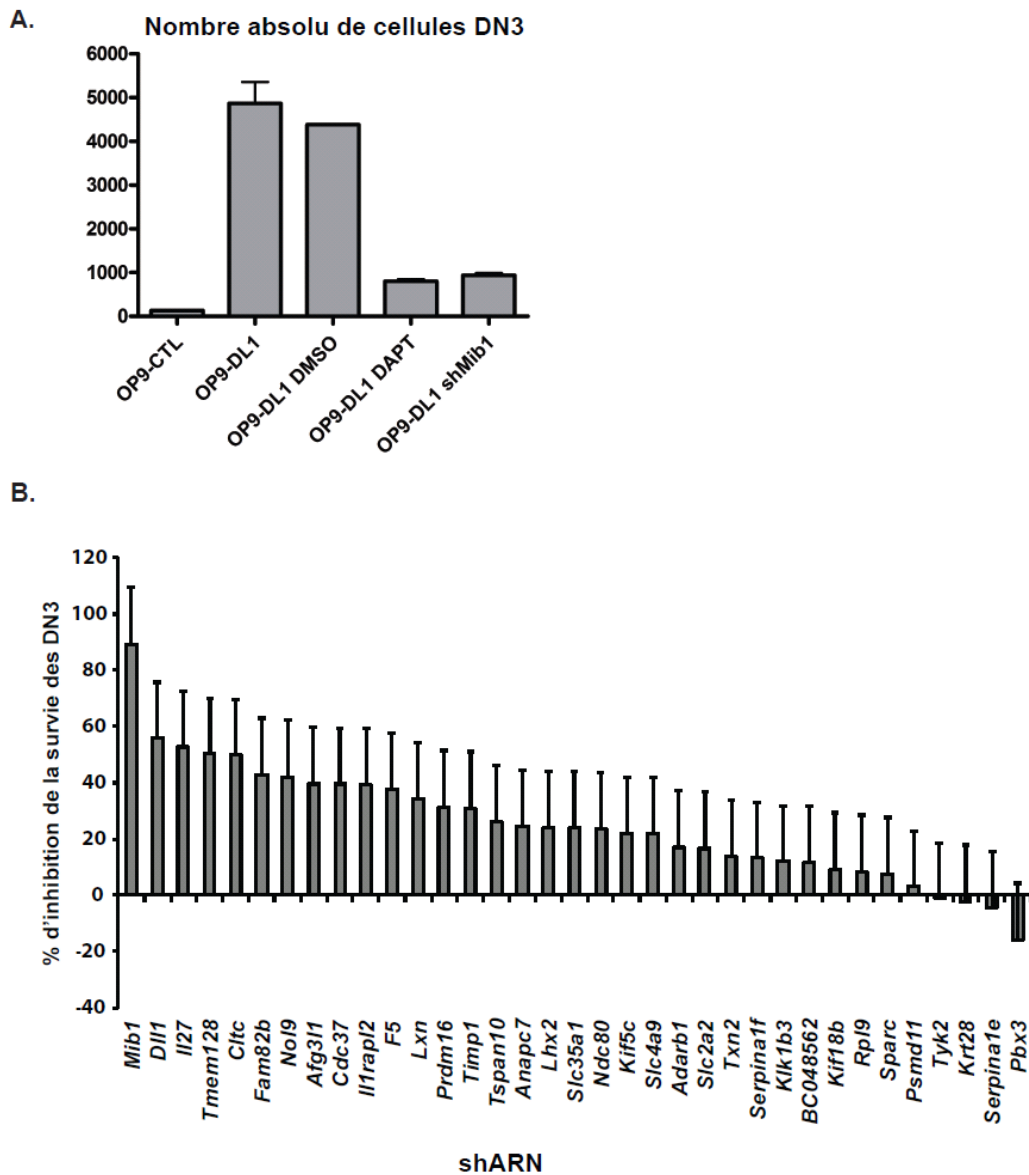 A.
Nombre absolu de cellules DN3
6000
5000
4000
3000
2000
1000
0
OP9-CTL
OP9-DL1
OP9-DL1 DMSO
OP9-DL1 DAPT
OP9-DL1 shMib1
B.
% d'inhibition de la survie des DN3
120
100
80
60
40
20
0
-20
-40
Mib1
Dll1
Il27
Tmem128
Cltc
Fam82b
Nol9
Afg3l1
Cdc37
Il1rapl2
F5
Lxn
Prdm16
Timp1
Tspan10
Anapc7
Lhx2
Slc35a1
Ndc80
Kif5c
Slc4a9
Adarb1
Slc2a2
Txn2
Serpina1f
Klk1b3
BC048562
Kif18b
Rpl9
Sparc
Psmd11
Tyk2
Krt28
Serpina1e
Pbx3
shARN